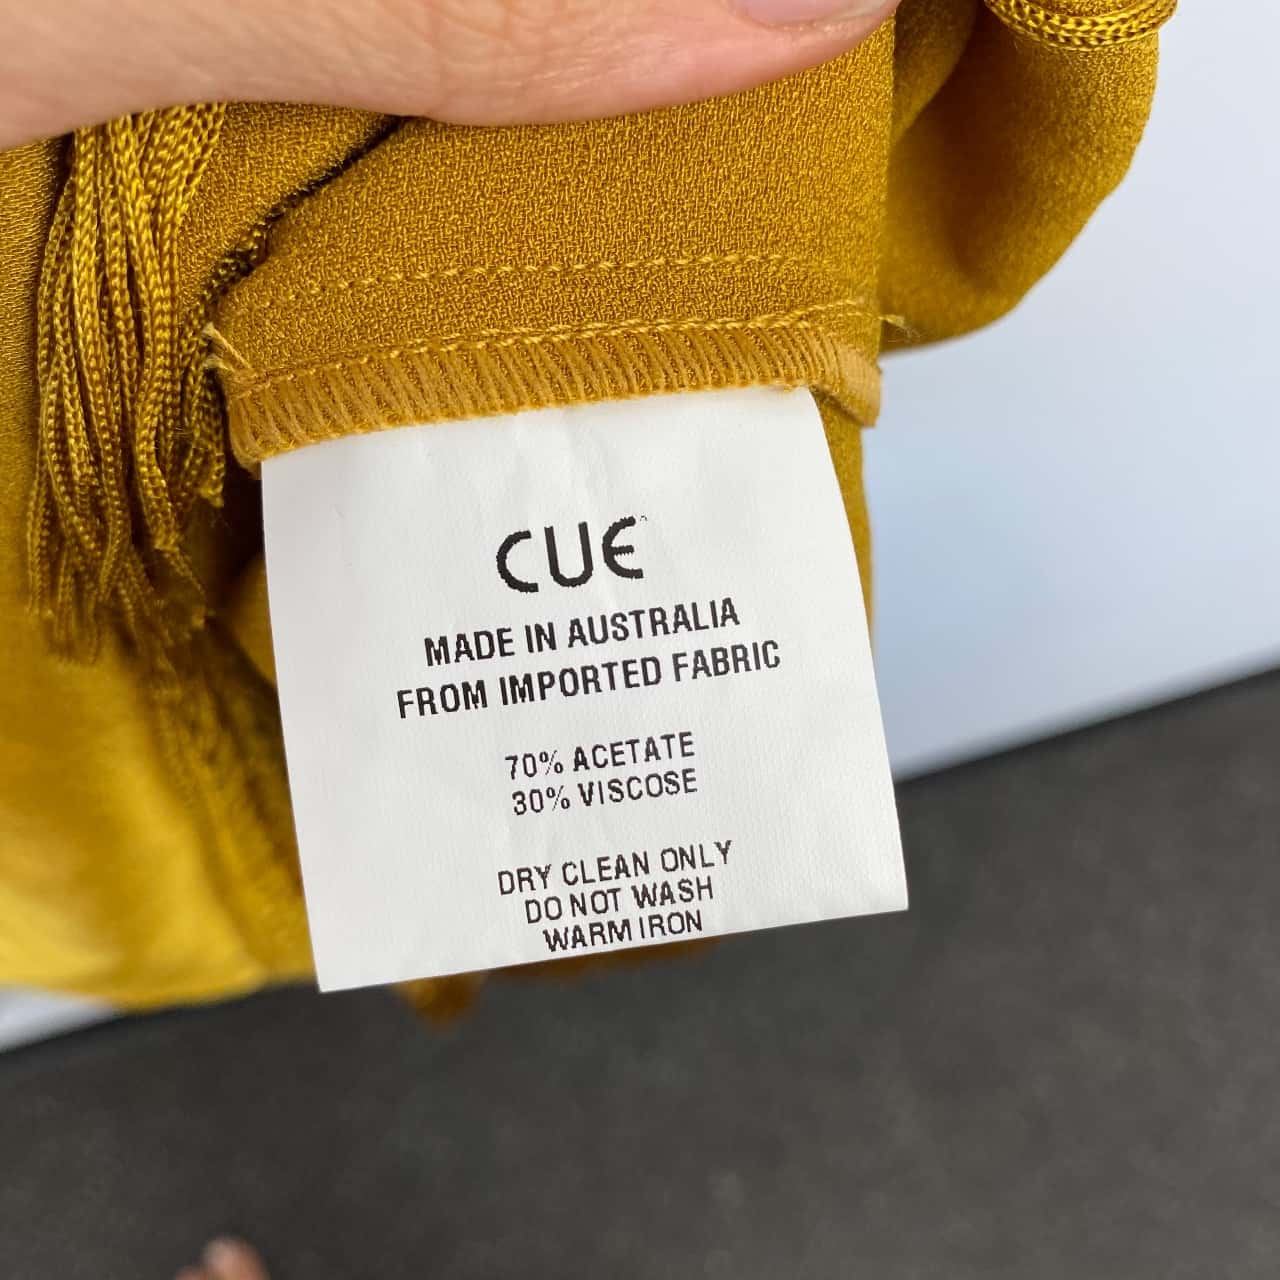 CUE
MADE IN AUSTRALIA
FROM IMPORTED FABRIC
70% ACETATE
30% VISCOSE
DRY CLEAN ONLY
DO NOT WASH
WARM IRON